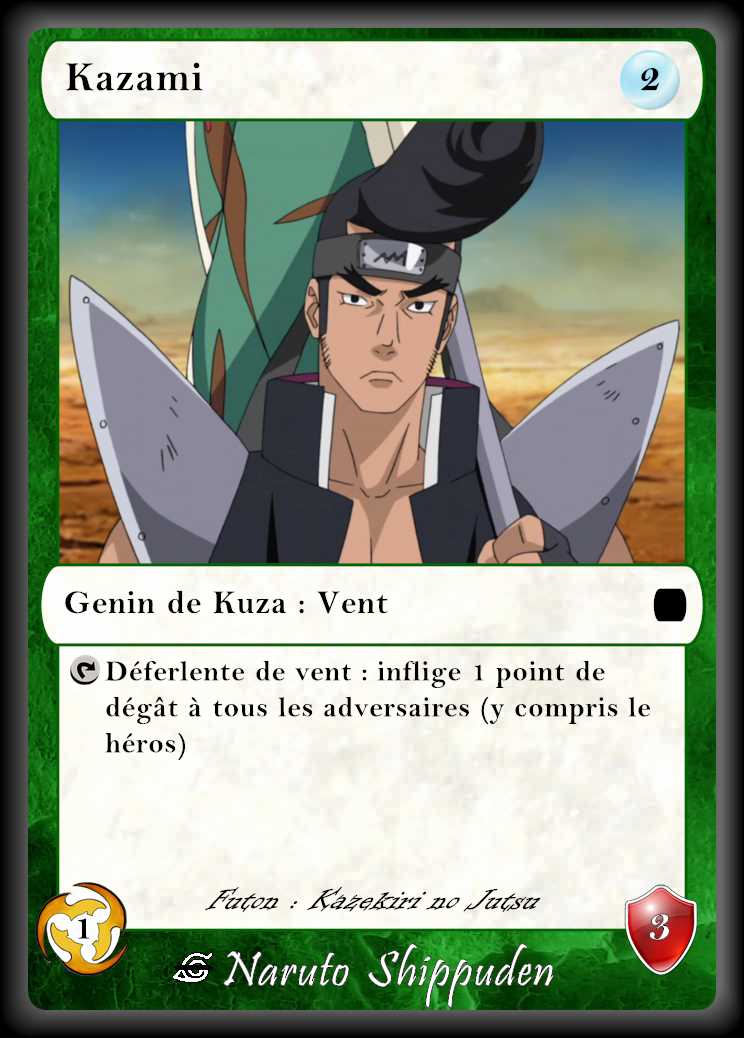 Kazami
2
Genin de Kuza : Vent
Déferlente de vent : inflige 1 point de
dégât à tous les adversaires (y compris le
héros)
Futon : Kazekiri no Jutsu
1
3
Naruto Shippuden